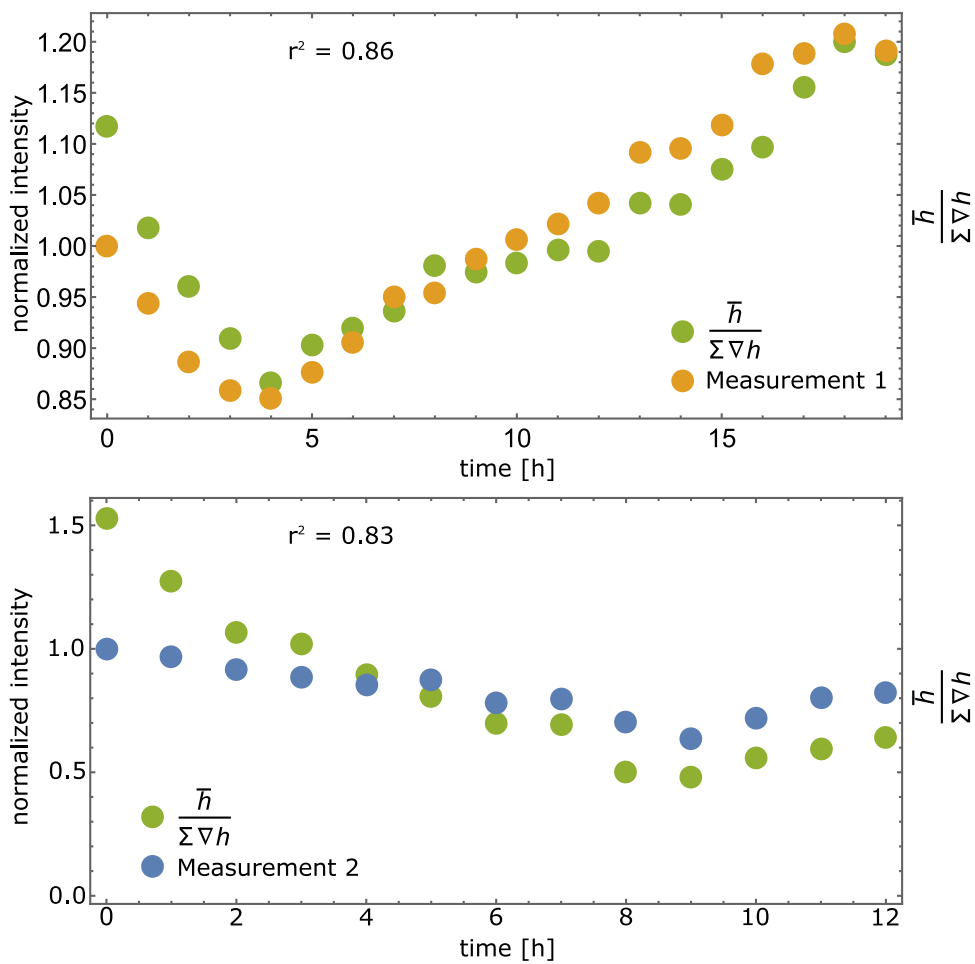 r² = 0.86
normalized intensity
1.20
1.15
1.10
1.05
1.00
0.95
0.90
0.85
h̅
Σ ∇ h
Measurement 1
h̅
Σ ∇ h
0 5 10 15
time [h]
r² = 0.83
normalized intensity
1.5
1.0
0.5
0.0
h̅
Σ ∇ h
Measurement 2
h̅
Σ ∇ h
0 2 4 6 8 10 12
time [h]